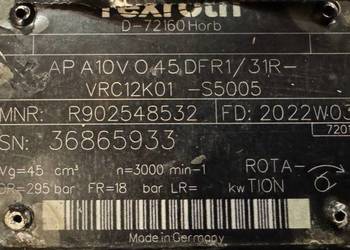 rexroth
D-72160 Horb
AP A10V O 45 DFR1/31R-
VRC12K01 -S5005
MNR: R902548532 FD: 2022W03
7201
SN: 36865933
Vg=45 cm³ n=3000 min-1 ROTA-
DR=295 bar FR=18 bar LR= kw TION
Made in Germany